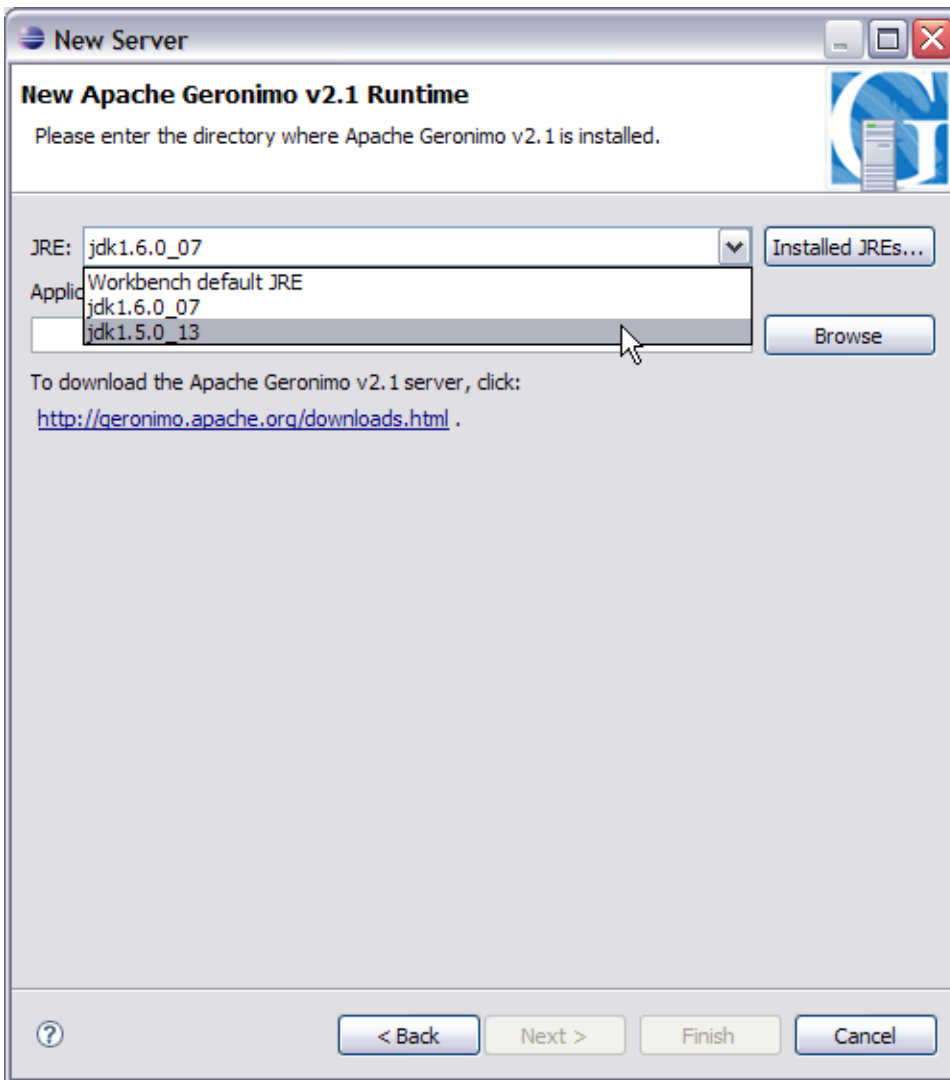 New Server
New Apache Geronimo v2.1 Runtime
Please enter the directory where Apache Geronimo v2.1 is installed.
JRE: jdk1.6.0_07 Installed JREs...
Workbench default JRE
jdk1.6.0_07
jdk1.5.0_13
Browse
To download the Apache Geronimo v2.1 server, click:
http://geronimo.apache.org/downloads.html .
? < Back Next > Finish Cancel